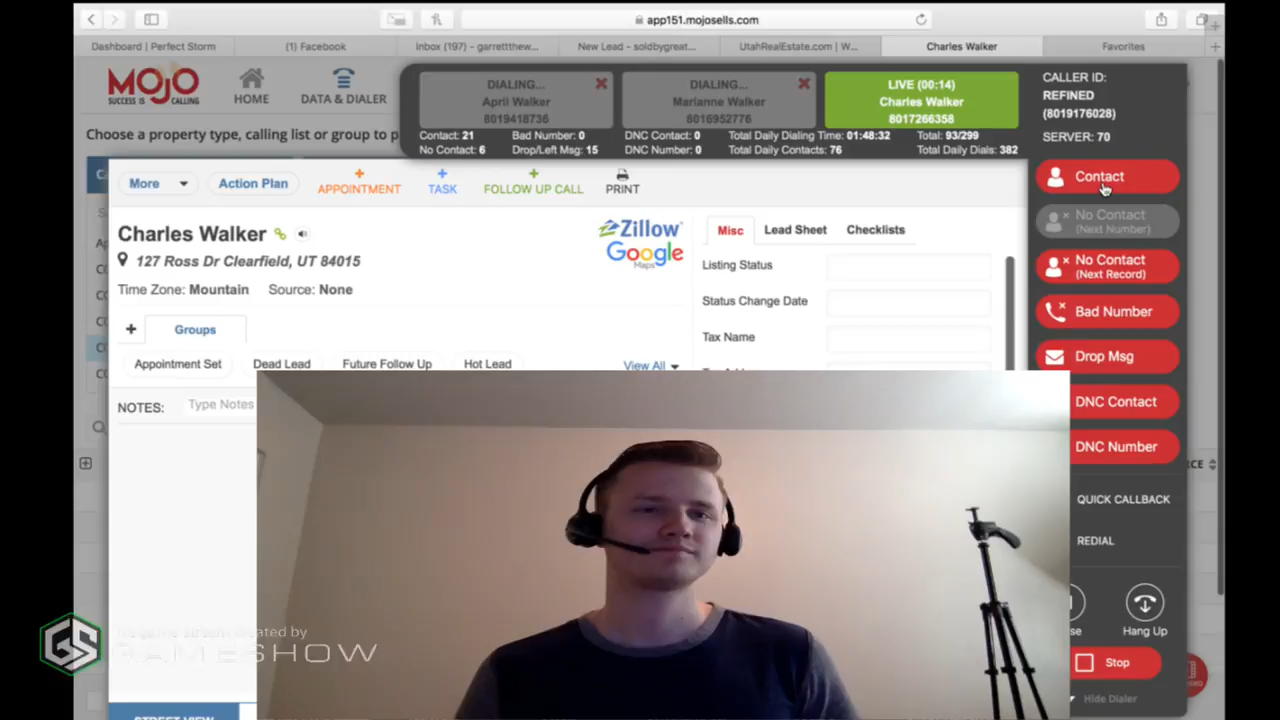 app151.mojosells.com
Dashboard | Perfect Storm
(1) Facebook
Inbox (197) - garrettthew...
New Lead - soldbygreat...
UtahRealEstate.com | W...
Charles Walker
Favorites
MOJO
SUCCESS IS CALLING
HOME
DATA & DIALER
DIALING...
April Walker
8019418736
DIALING...
Marianne Walker
8016952776
LIVE (00:14)
Charles Walker
8017266358
Contact: 21
Bad Number: 0
DNC Contact: 0
Total Daily Dialing Time: 01:48:32
Total: 93/299
No Contact: 6
Drop/Left Msg: 15
DNC Number: 0
Total Daily Contacts: 76
Total Daily Dials: 382
CALLER ID:
REFINED
(8019176028)
SERVER: 70
Choose a property type, calling list or group to p
More
Action Plan
APPOINTMENT
TASK
FOLLOW UP CALL
PRINT
Charles Walker
127 Ross Dr Clearfield, UT 84015
Time Zone: Mountain
Source: None
Zillow
Google
Maps
Groups
Appointment Set
Dead Lead
Future Follow Up
Hot Lead
View All
NOTES:
Type Notes
Misc
Lead Sheet
Checklists
Listing Status
Status Change Date
Tax Name
Contact
No Contact
(Next Number)
No Contact
(Next Record)
Bad Number
Drop Msg
DNC Contact
DNC Number
QUICK CALLBACK
REDIAL
se
Hang Up
Stop
Hide Dialer
RCE
GS
created by
GAMESHOW
STREET VIEW